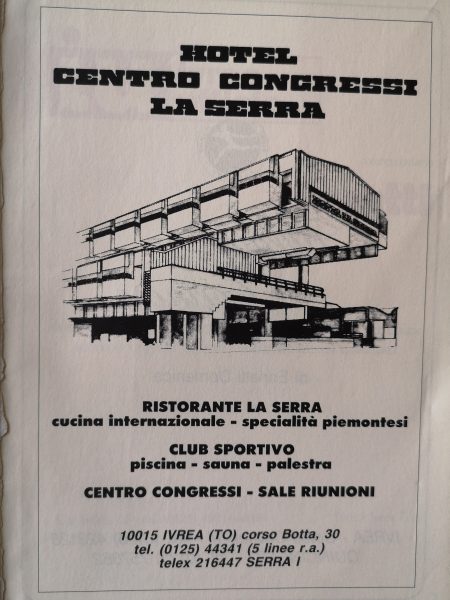 HOTEL
CENTRO CONGRESSI
LA SERRA
RISTORANTE LA SERRA
cucina internazionale - specialità piemontesi
CLUB SPORTIVO
piscina - sauna - palestra
CENTRO CONGRESSI - SALE RIUNIONI
10015 IVREA (TO) corso Botta, 30
tel. (0125) 44341 (5 linee r.a.)
telex 216447 SERRA I